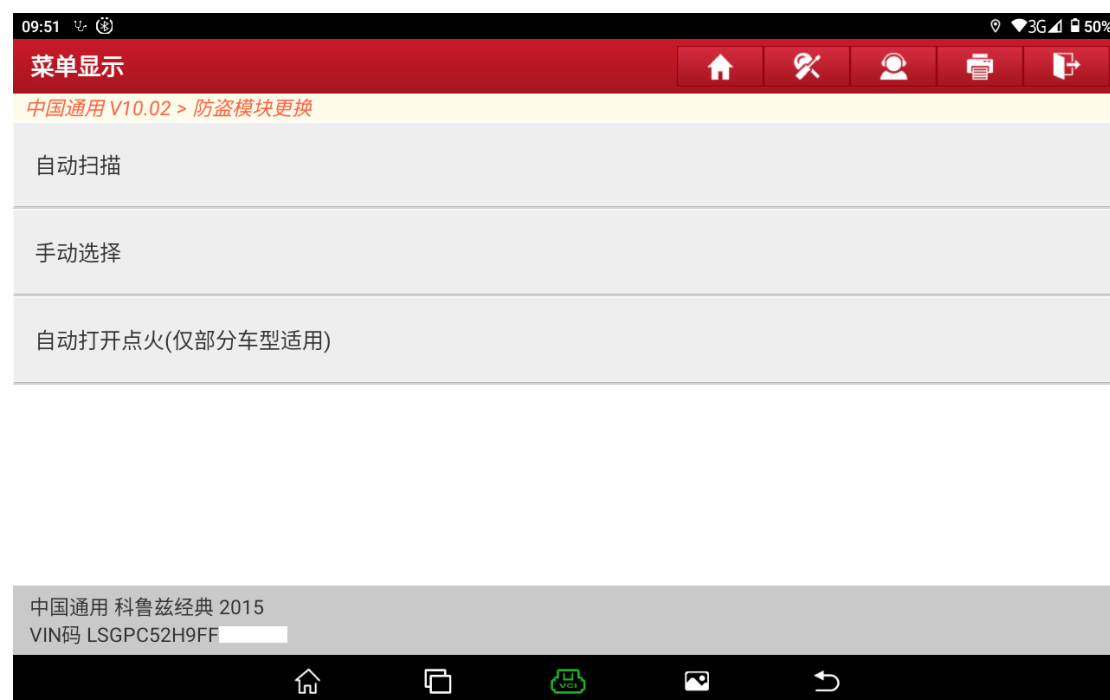 09:51 3G 50%
菜单显示
中国通用 V10.02 > 防盗模块更换
自动扫描
手动选择
自动打开点火(仅部分车型适用)
中国通用 科鲁兹经典 2015
VIN码 LSGPC52H9FF
VCI